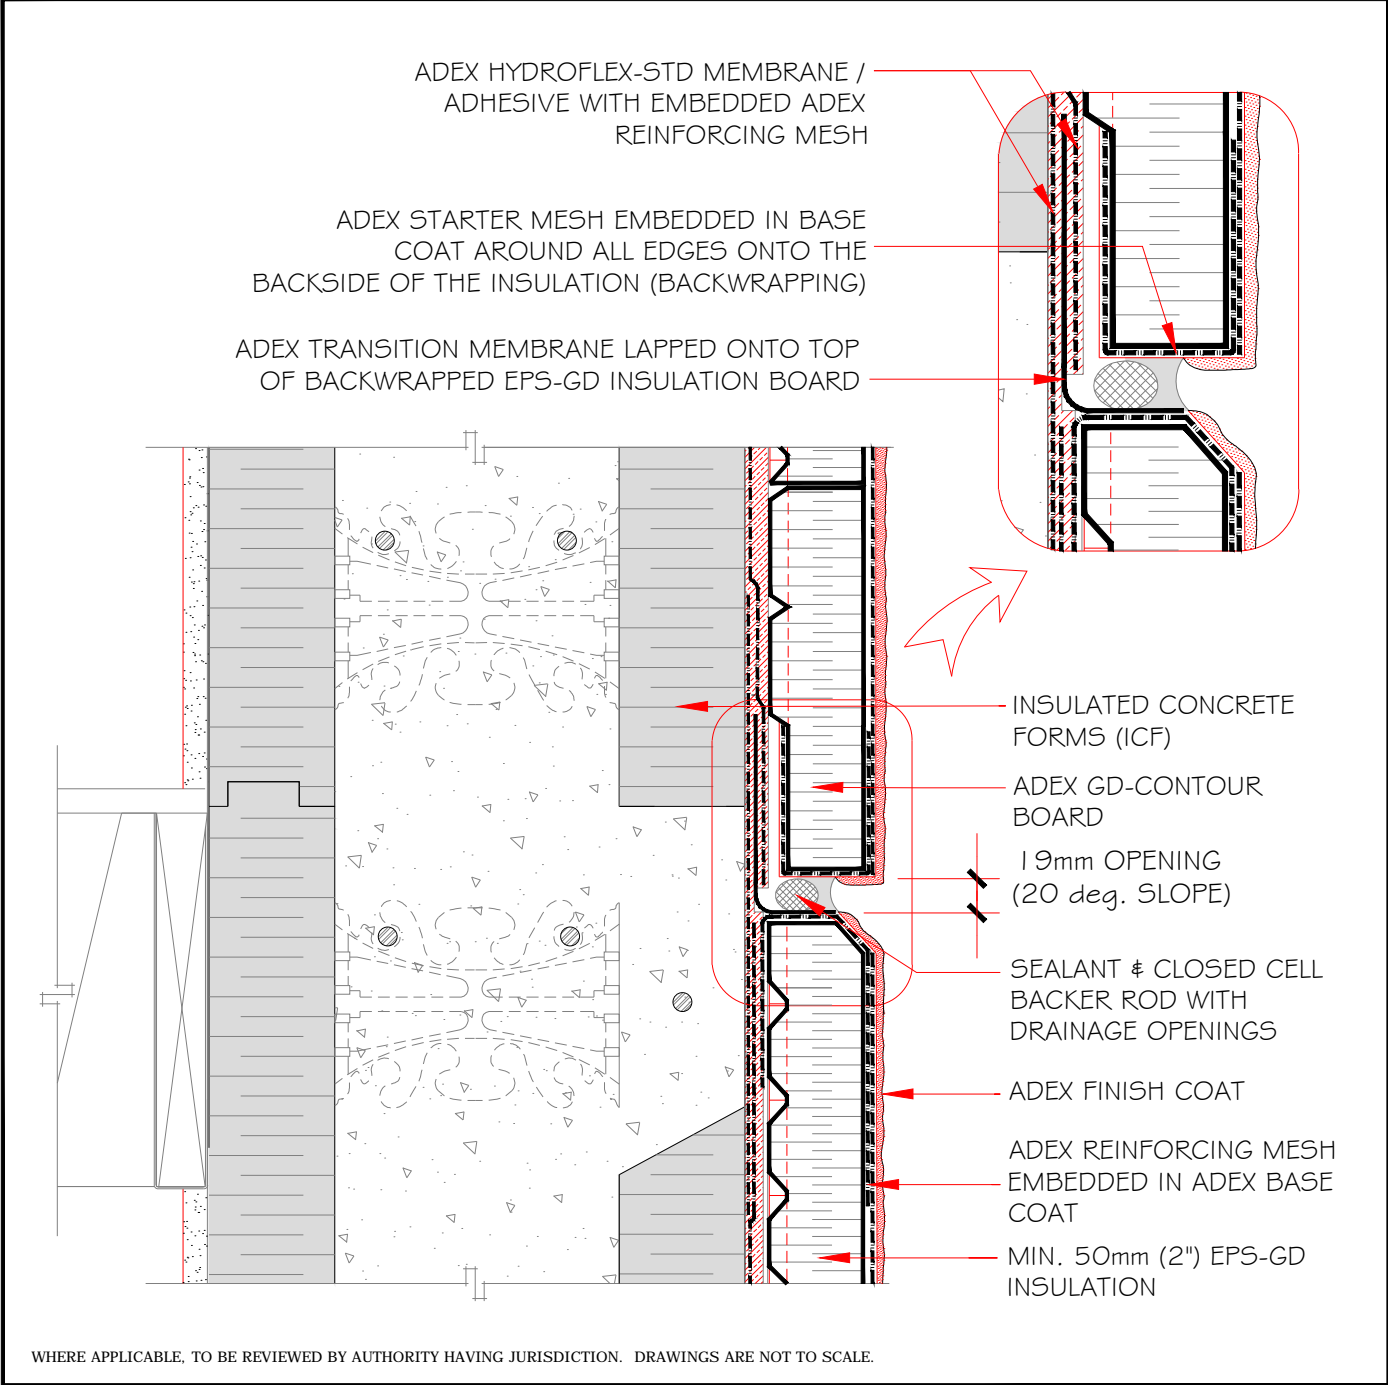 ADEX HYDROFLEX-STD MEMBRANE /
ADHESIVE WITH EMBEDDED ADEX
REINFORCING MESH
ADEX STARTER MESH EMBEDDED IN BASE
COAT AROUND ALL EDGES ONTO THE
BACKSIDE OF THE INSULATION (BACKWRAPPING)
ADEX TRANSITION MEMBRANE LAPPED ONTO TOP
OF BACKWRAPPED EPS-GD INSULATION BOARD
INSULATED CONCRETE
FORMS (ICF)
ADEX GD-CONTOUR
BOARD
19mm OPENING
(20 deg. SLOPE)
SEALANT & CLOSED CELL
BACKER ROD WITH
DRAINAGE OPENINGS
ADEX FINISH COAT
ADEX REINFORCING MESH
EMBEDDED IN ADEX BASE
COAT
MIN. 50mm (2") EPS-GD
INSULATION
WHERE APPLICABLE, TO BE REVIEWED BY AUTHORITY HAVING JURISDICTION. DRAWINGS ARE NOT TO SCALE.